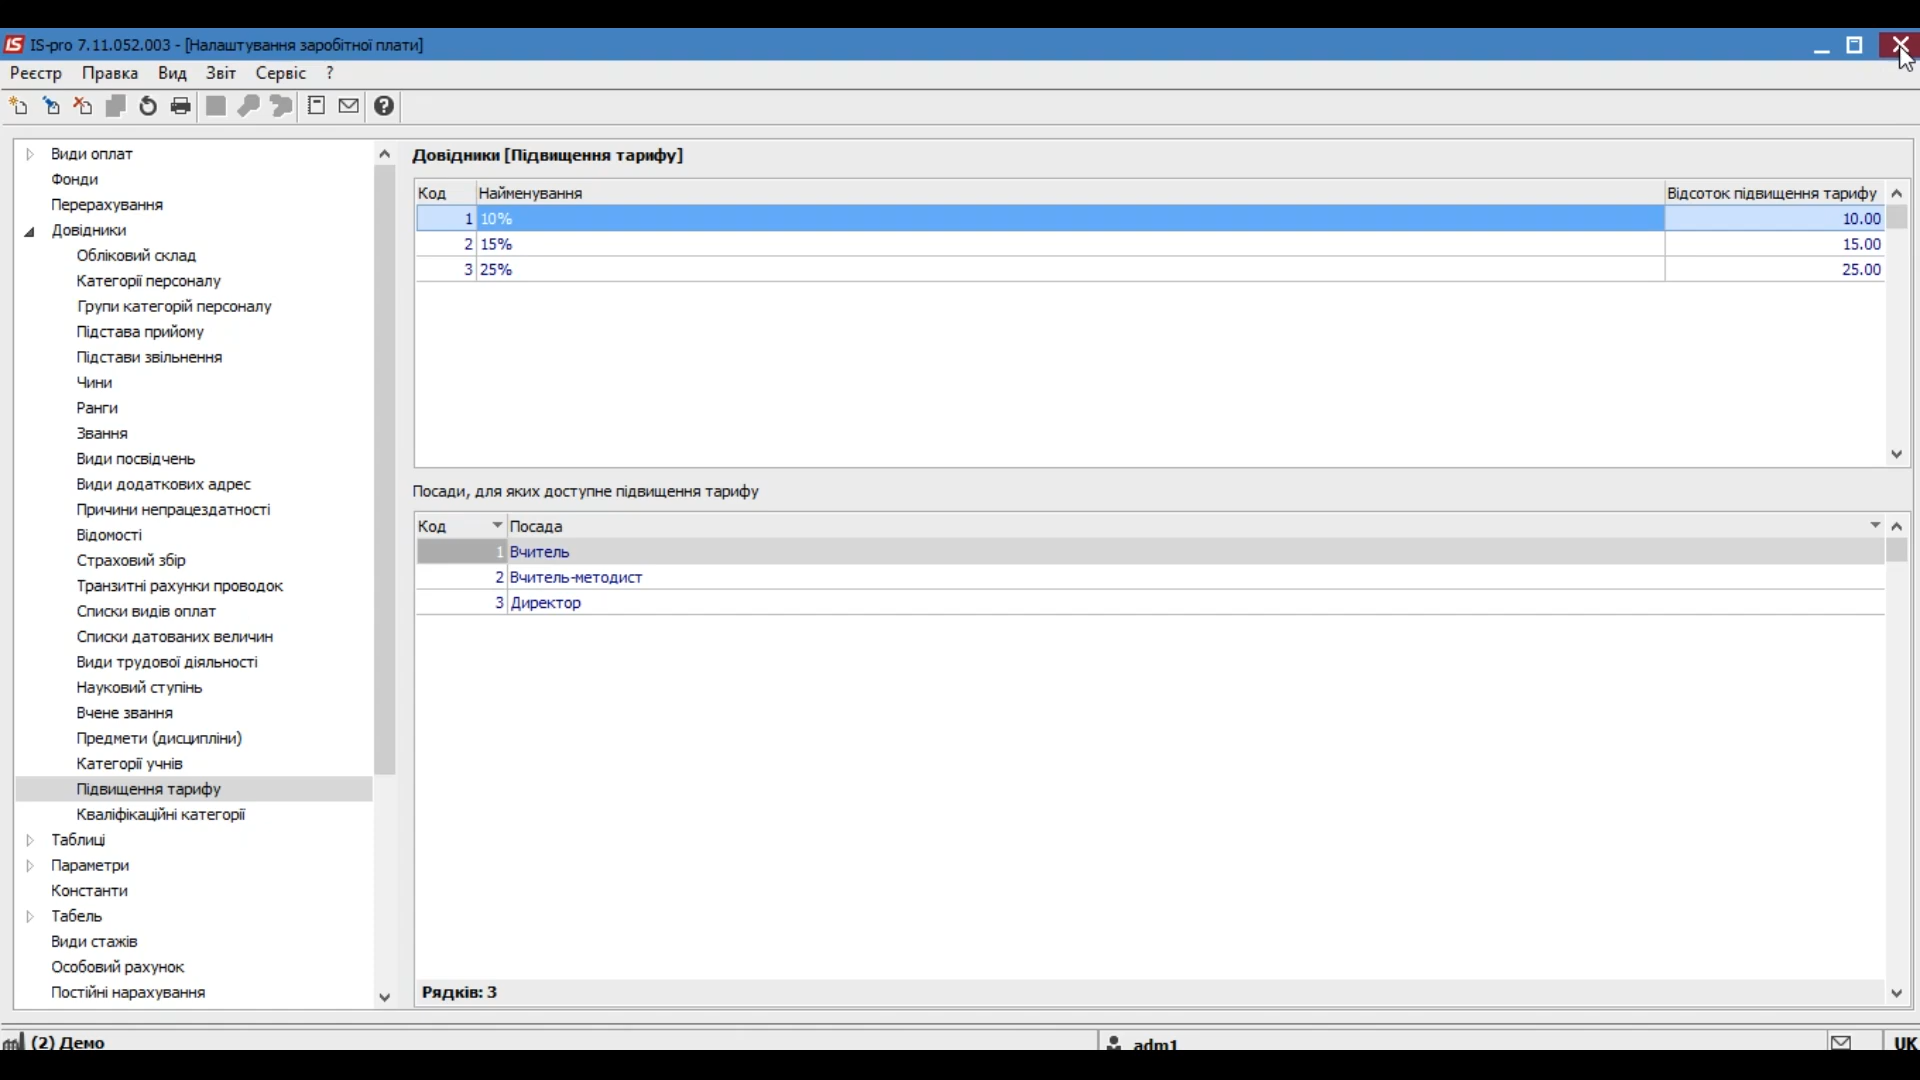 IS-pro 7.11.052.003 - [Налаштування заробітної плати]
Реєстр Правка Вид Звіт Сервіс ?
Види оплат
Фонди
Перерахування
Довідники
Обліковий склад
Категорії персоналу
Групи категорій персоналу
Підстава прийому
Підстави звільнення
Чини
Ранги
Звання
Види посвідчень
Види додаткових адрес
Причини непрацездатності
Відомості
Страховий збір
Транзитні рахунки проводок
Списки видів оплат
Списки датованих величин
Види трудової діяльності
Науковий ступінь
Вчене звання
Предмети (дисципліни)
Категорії учнів
Підвищення тарифу
Кваліфікаційні категорії
Таблиці
Параметри
Константи
Табель
Види стажів
Особовий рахунок
Постійні нарахування
Довідники [Підвищення тарифу]
Код Найменування Відсоток підвищення тарифу
1 10% 10.00
2 15% 15.00
3 25% 25.00
Посади, для яких доступне підвищення тарифу
Код Посада
1 Вчитель
2 Вчитель-методист
3 Директор
Рядків: 3
(2) Демо adm1 UK